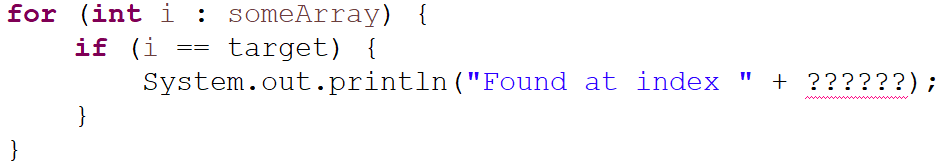 for (int i : someArray) {
    if (i == target) {
        System.out.println("Found at index " + ??????);
    }
}